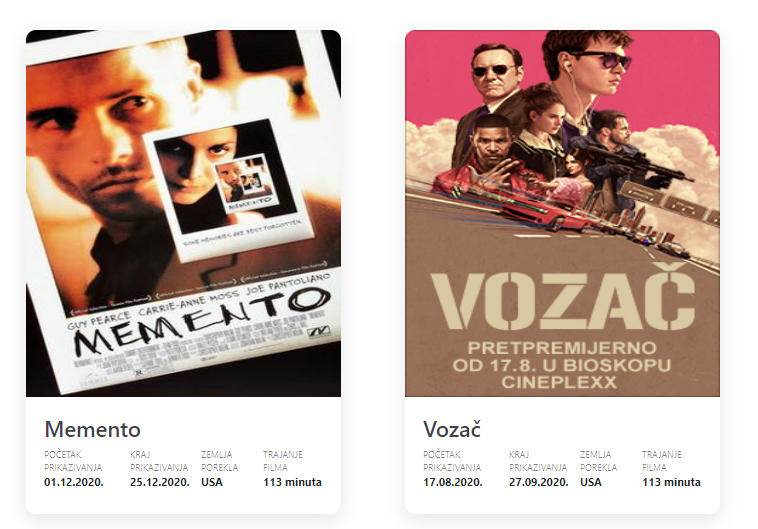 MEMENTO
SOME MEMORIES ARE BEST FORGOTTEN.
GUY PEARCE CARRIE-ANNE MOSS JOE PANTOLIANO
MEMENTO
Memento
POČETAK PRIKAZIVANJA
01.12.2020.
KRAJ PRIKAZIVANJA
25.12.2020.
ZEMLJA POREKLA
USA
TRAJANJE FILMA
113 minuta
VOZAČ
PRETPREMIJERNO
OD 17.8. U BIOSKOPU
CINEPLEXX
Vozač
POČETAK PRIKAZIVANJA
17.08.2020.
KRAJ PRIKAZIVANJA
27.09.2020.
ZEMLJA POREKLA
USA
TRAJANJE FILMA
113 minuta